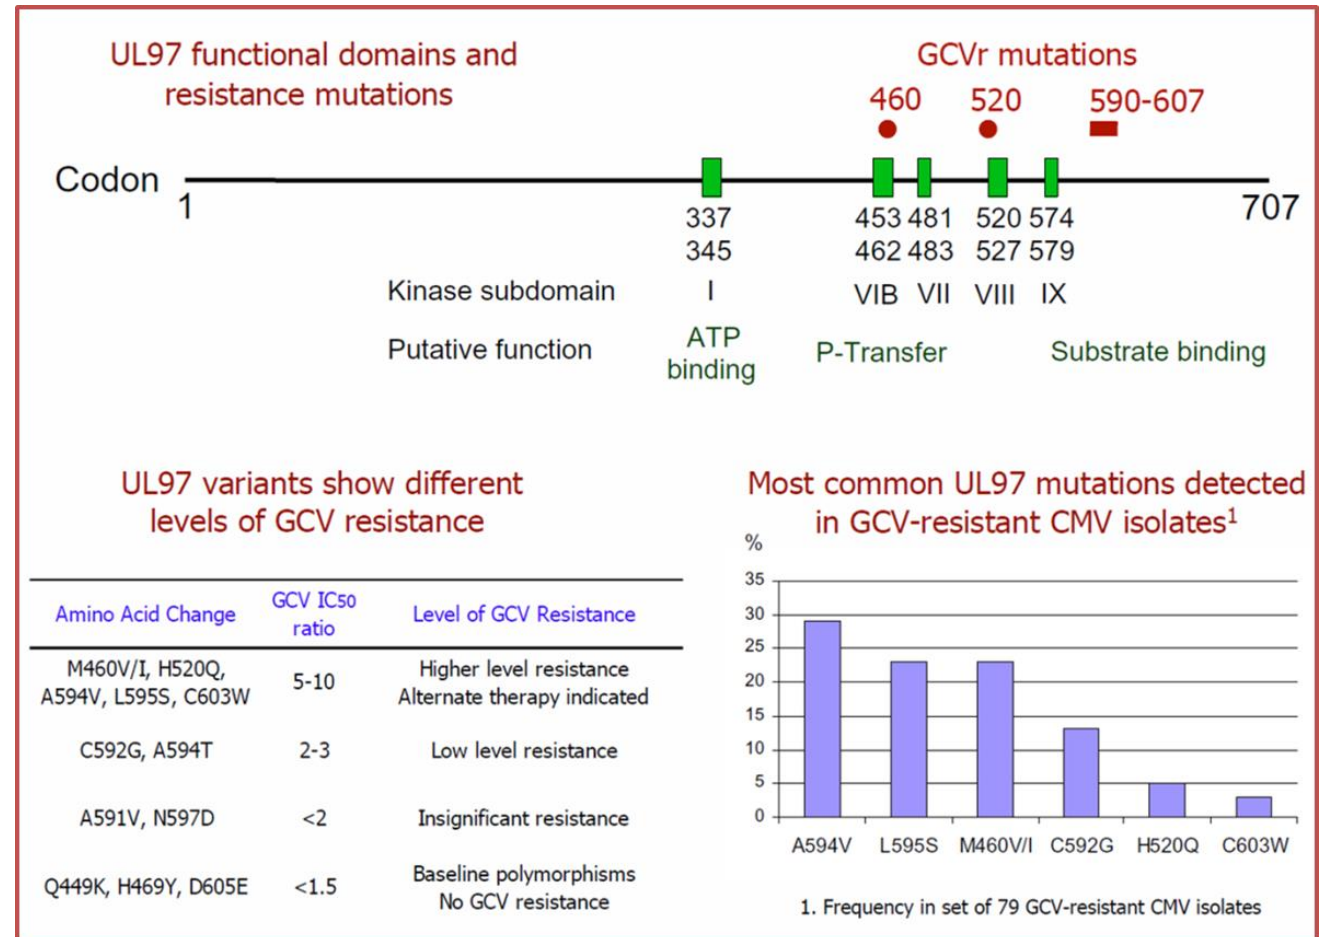 UL97 functional domains and
resistance mutations
GCVr mutations
460 520 590-607
Codon
1
707
337 453 481 520 574
345 462 483 527 579
Kinase subdomain I VIB VII VIII IX
Putative function ATP binding P-Transfer Substrate binding
UL97 variants show different
levels of GCV resistance
Amino Acid Change GCV IC50 ratio Level of GCV Resistance
M460V/I, H520Q,
A594V, L595S, C603W
5-10
Higher level resistance
Alternate therapy indicated
C592G, A594T 2-3 Low level resistance
A591V, N597D <2 Insignificant resistance
Q449K, H469Y, D605E <1.5
Baseline polymorphisms
No GCV resistance
Most common UL97 mutations detected
in GCV-resistant CMV isolates1
%
35
30
25
20
15
10
5
0
A594V L595S M460V/I C592G H520Q C603W
1. Frequency in set of 79 GCV-resistant CMV isolates